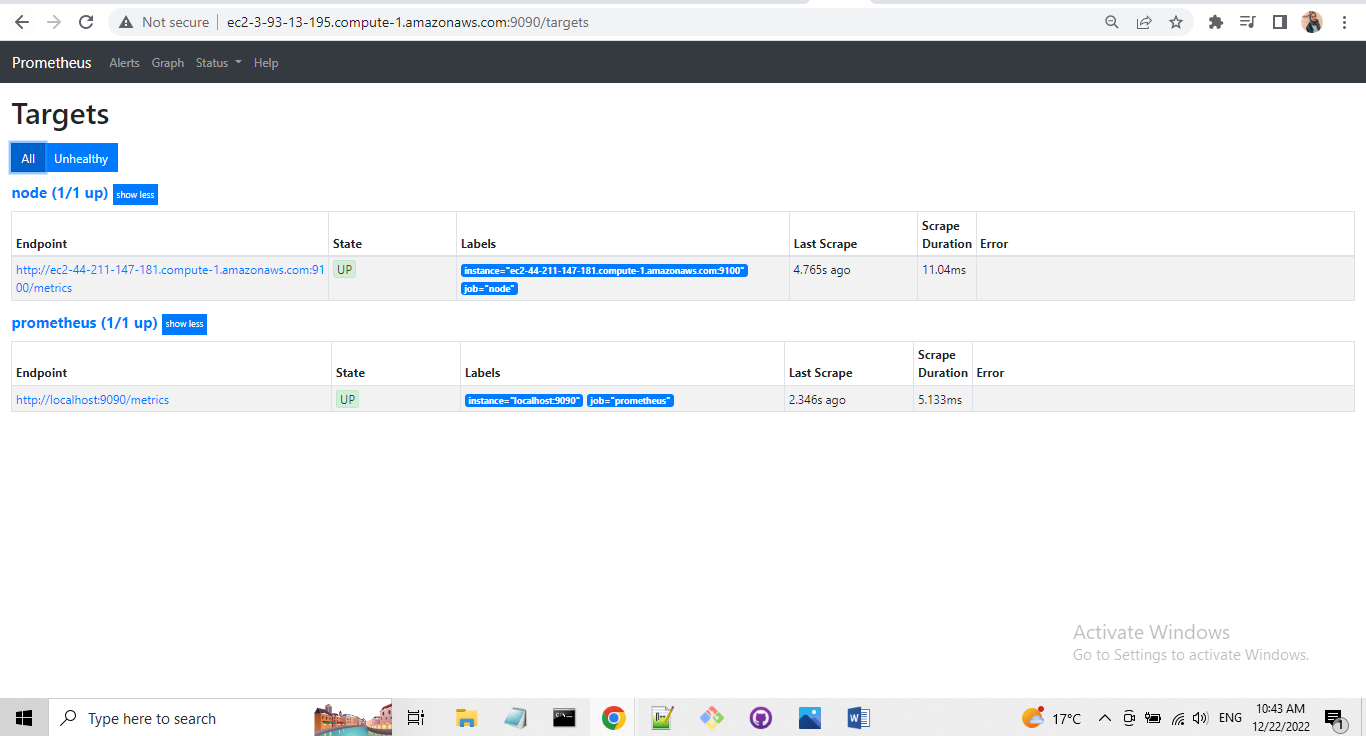 Not secure ec2-3-93-13-195.compute-1.amazonaws.com:9090/targets
Prometheus Alerts Graph Status Help
Targets
All Unhealthy
node (1/1 up) show less
Endpoint State Labels Last Scrape Scrape Duration Error
http://ec2-44-211-147-181.compute-1.amazonaws.com:91
00/metrics
UP
instance="ec2-44-211-147-181.compute-1.amazonaws.com:9100"
job="node"
4.765s ago 11.04ms
prometheus (1/1 up) show less
Endpoint State Labels Last Scrape Scrape Duration Error
http://localhost:9090/metrics UP instance="localhost:9090" job="prometheus" 2.346s ago 5.133ms
Activate Windows
Go to Settings to activate Windows.
Type here to search
17°C ENG
10:43 AM
12/22/2022
1